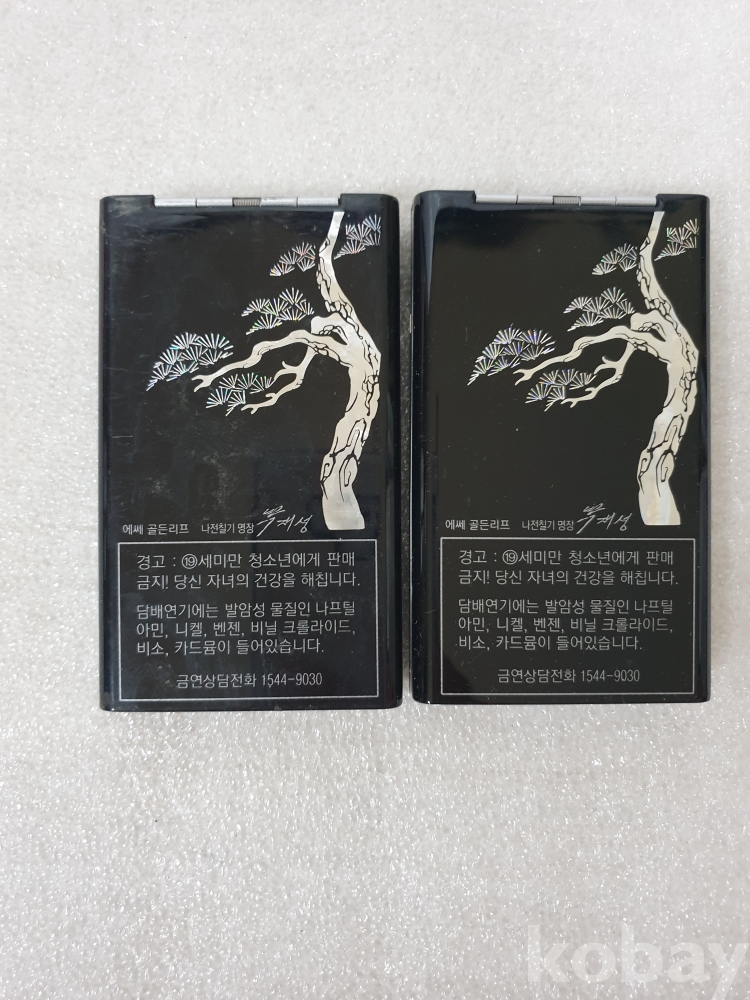 에쎄 골든리프 나전칠기 명장
경고 : ⑲세미만 청소년에게 판매
금지! 당신 자녀의 건강을 해칩니다.
담배연기에는 발암성 물질인 나프틸
아민, 니켈, 벤젠, 비닐 크롤라이드,
비소, 카드뮴이 들어있습니다.
금연상담전화 1544-9030
에쎄 골든리프 나전칠기 명장
경고 : ⑲세미만 청소년에게 판매
금지! 당신 자녀의 건강을 해칩니다.
담배연기에는 발암성 물질인 나프틸
아민, 니켈, 벤젠, 비닐 크롤라이드,
비소, 카드뮴이 들어있습니다.
금연상담전화 1544-9030
kobay